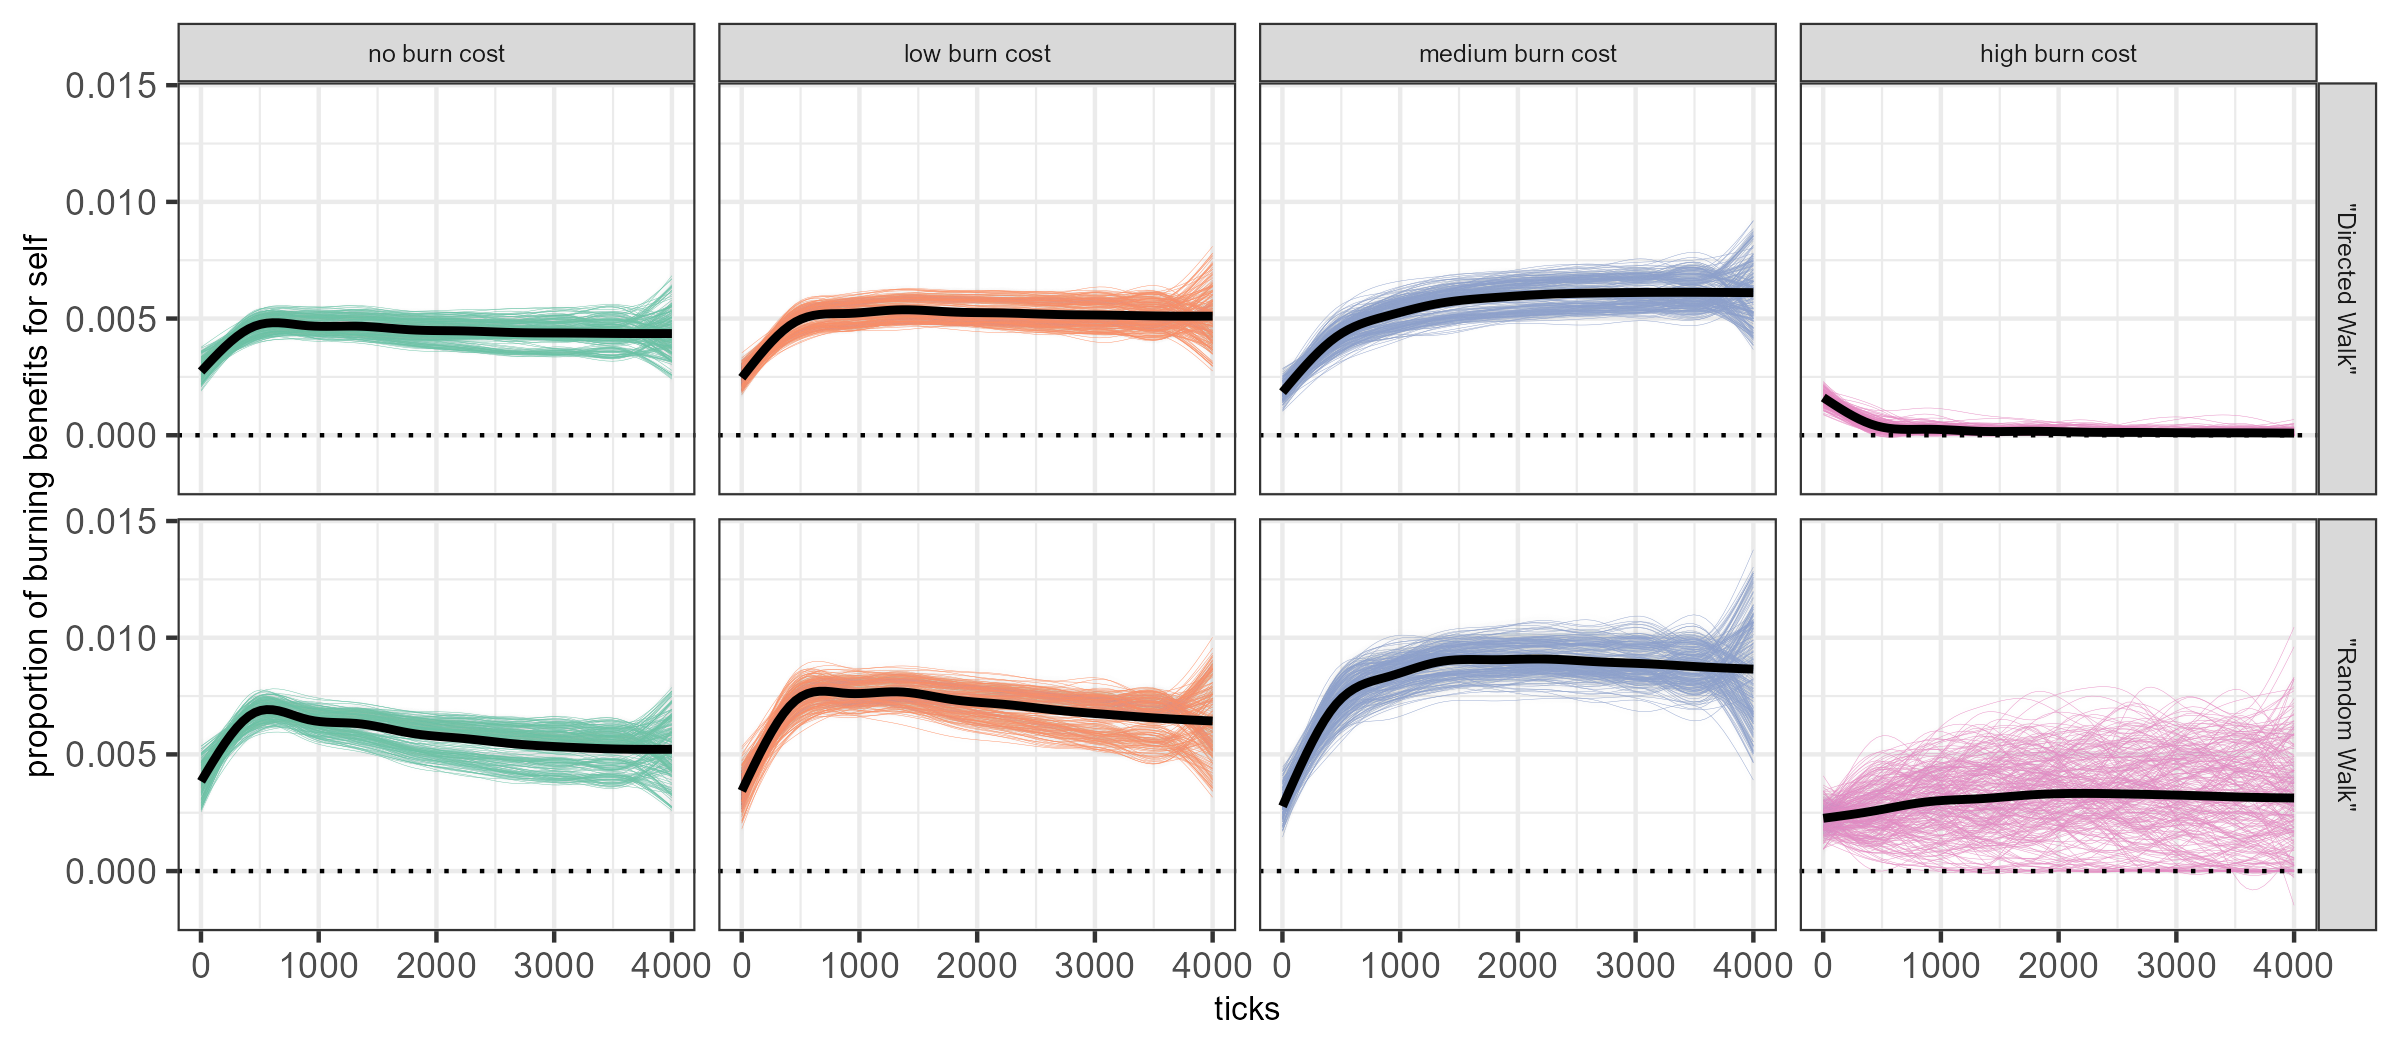 no burn cost
low burn cost
medium burn cost
high burn cost
0.015
0.010
0.005
0.000
"Directed Walk"
proportion of burning benefits for self
0.015
0.010
0.005
0.000
"Random Walk"
0 1000 2000 3000 4000
0 1000 2000 3000 4000
0 1000 2000 3000 4000
0 1000 2000 3000 4000
ticks